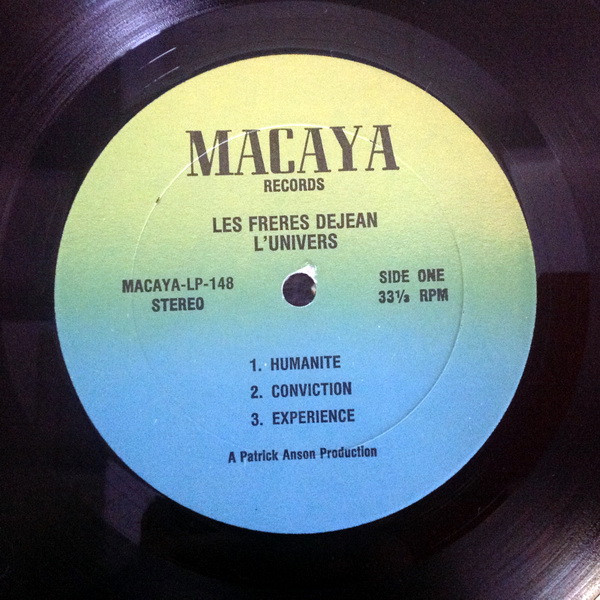 MACAYA
RECORDS
LES FRERES DEJEAN
L'UNIVERS
MACAYA-LP-148
STEREO
SIDE ONE
33⅓ RPM
1. HUMANITE
2. CONVICTION
3. EXPERIENCE
A Patrick Anson Production